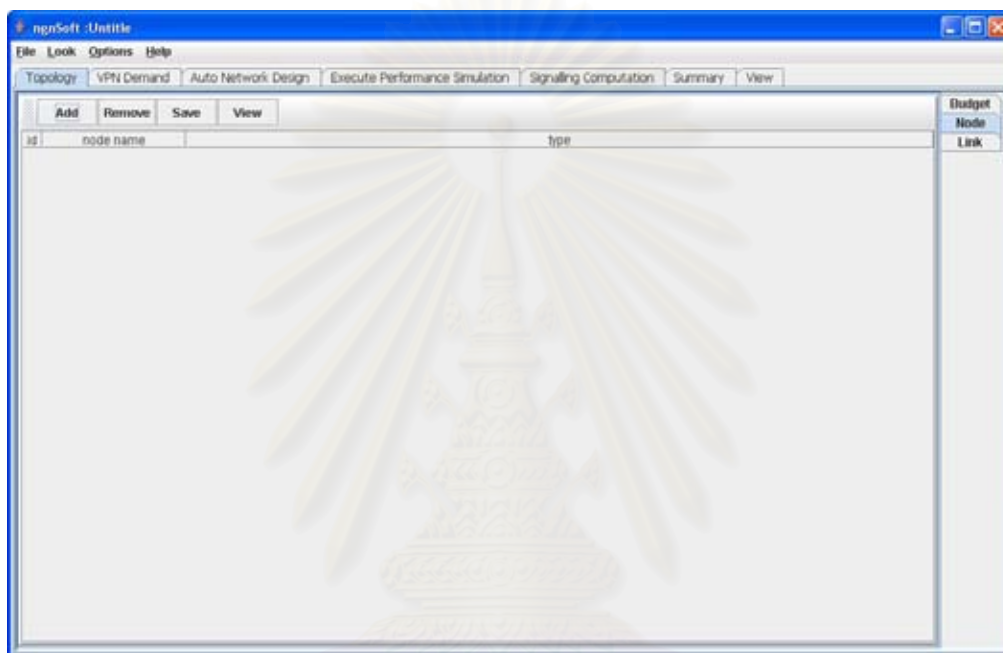 ngnSoft :Untitle
File Look Options Help
Topology VPN Demand Auto Network Design Execute Performance Simulation Signalling Computation Summary View
Add Remove Save View
id node name type
Budget
Node
Link